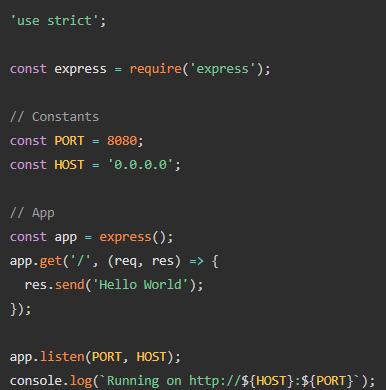 'use strict';
const express = require('express');
// Constants
const PORT = 8080;
const HOST = '0.0.0.0';
// App
const app = express();
app.get('/', (req, res) => {
  res.send('Hello World');
});
app.listen(PORT, HOST);
console.log(`Running on http://${HOST}:${PORT}`);